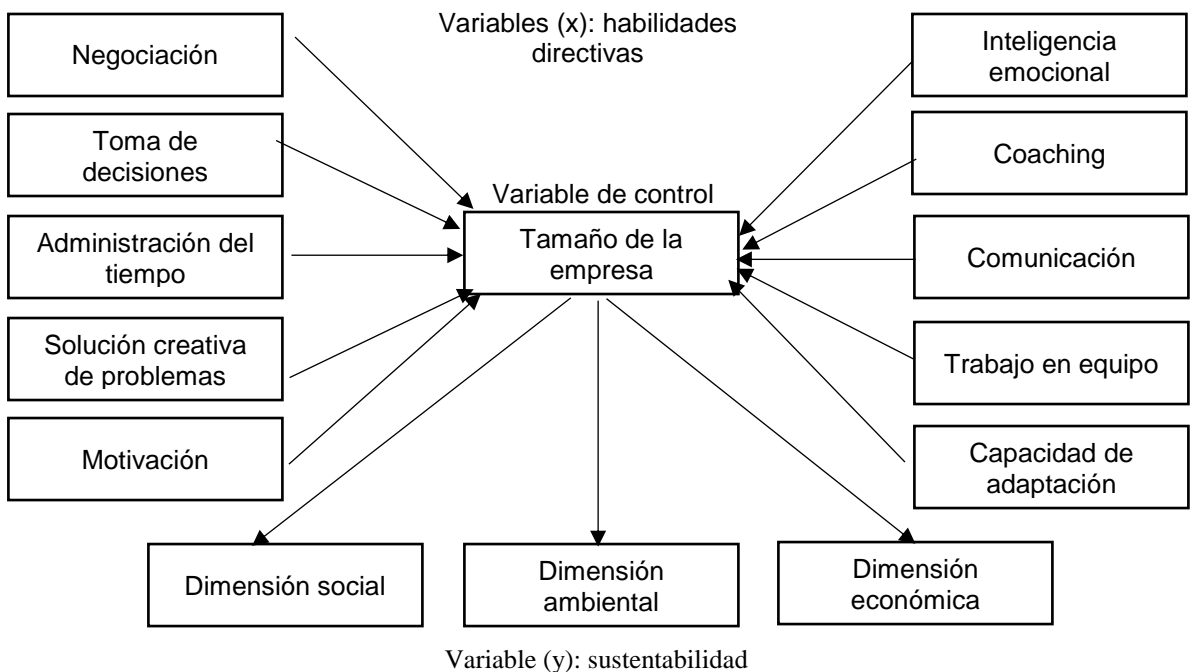 Variables (x): habilidades
directivas
Negociación
Toma de
decisiones
Administración del
tiempo
Solución creativa
de problemas
Motivación
Variable de control
Tamaño de la
empresa
Inteligencia
emocional
Coaching
Comunicación
Trabajo en equipo
Capacidad de
adaptación
Dimensión social
Dimensión
ambiental
Dimensión
económica
Variable (y): sustentabilidad